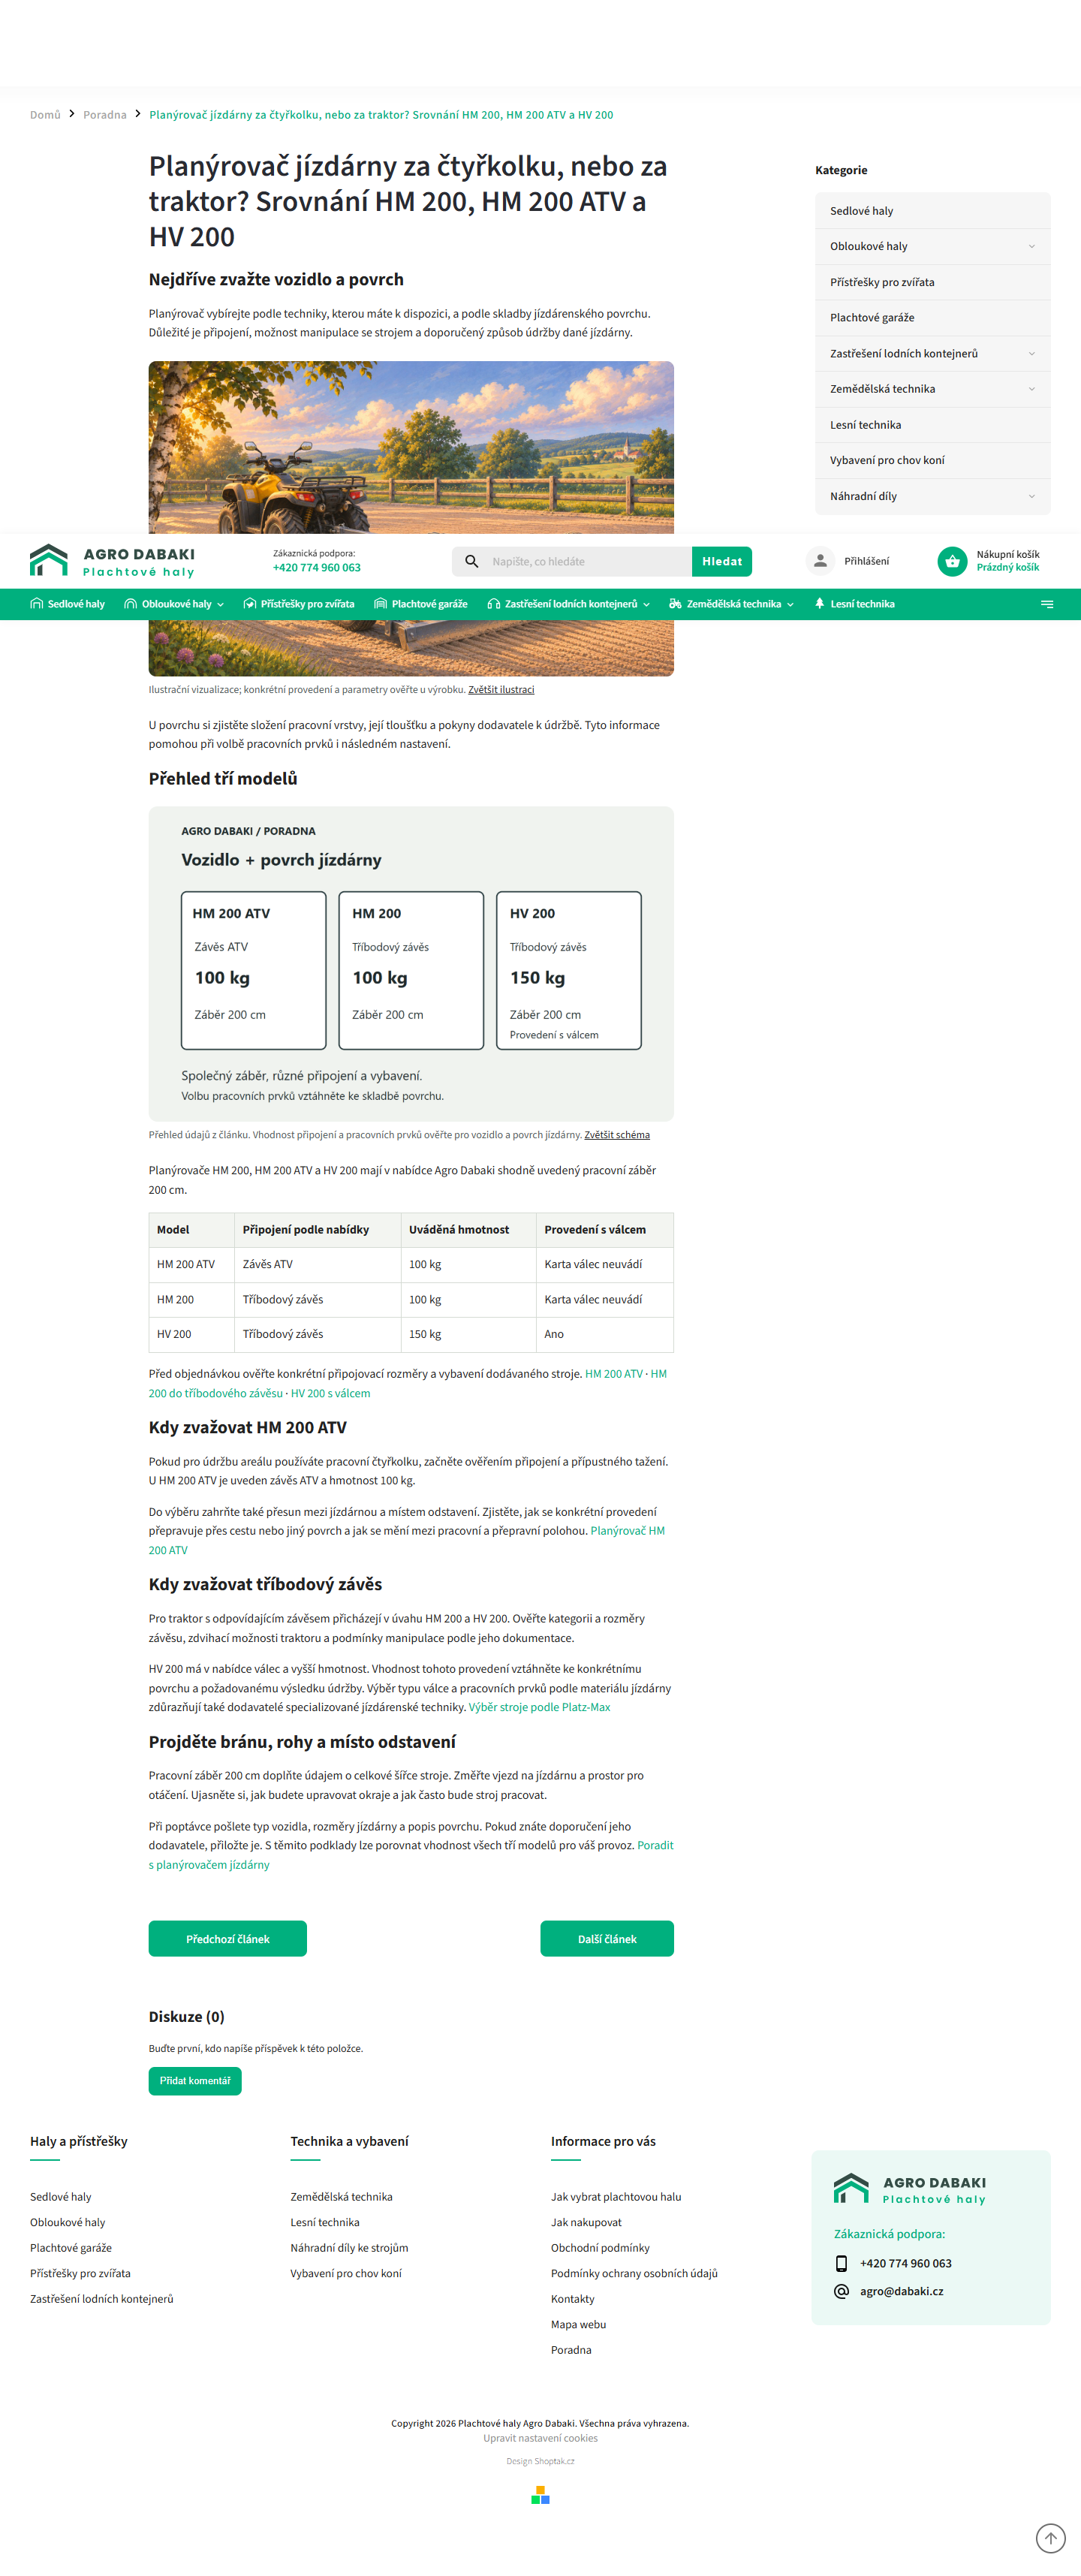 Domů
Poradna
Planýrovač jízdárny za čtyřkolku, nebo za traktor? Srovnání HM 200, HM 200 ATV a HV 200
Planýrovač jízdárny za čtyřkolku, nebo za
traktor? Srovnání HM 200, HM 200 ATV a
HV 200
Nejdříve zvažte vozidlo a povrch
Planýrovač vybírejte podle techniky, kterou máte k dispozici, a podle skladby jízdárenského povrchu.
Důležité je připojení, možnost manipulace se strojem a doporučený způsob údržby dané jízdárny.
Kategorie
Sedlové haly
Obloukové haly
Přístřešky pro zvířata
Plachtové garáže
Zastřešení lodních kontejnerů
Zemědělská technika
Lesní technika
Vybavení pro chov koní
Náhradní díly
AGRO DABAKI
Plachtové haly
Zákaznická podpora:
+420 774 960 063
Napište, co hledáte
Hledat
Přihlášení
Nákupní košík
Prázdný košík
Sedlové haly
Obloukové haly
Přístřešky pro zvířata
Plachtové garáže
Zastřešení lodních kontejnerů
Zemědělská technika
Lesní technika
Ilustrační vizualizace; konkrétní provedení a parametry ověřte u výrobku. Zvětšit ilustraci
U povrchu si zjistěte složení pracovní vrstvy, její tloušťku a pokyny dodavatele k údržbě. Tyto informace
pomohou při volbě pracovních prvků i následném nastavení.
Přehled tří modelů
AGRO DABAKI / PORADNA
Vozidlo + povrch jízdárny
HM 200 ATV
Závěs ATV
100 kg
Záběr 200 cm
HM 200
Tříbodový závěs
100 kg
Záběr 200 cm
HV 200
Tříbodový závěs
150 kg
Záběr 200 cm
Provedení s válcem
Společný záběr, různé připojení a vybavení.
Volbu pracovních prvků vztáhněte ke skladbě povrchu.
Přehled údajů z článku. Vhodnost připojení a pracovních prvků ověřte pro vozidlo a povrch jízdárny. Zvětšit schéma
Planýrovače HM 200, HM 200 ATV a HV 200 mají v nabídce Agro Dabaki shodně uvedený pracovní záběr
200 cm.
Model Připojení podle nabídky Uváděná hmotnost Provedení s válcem
HM 200 ATV Závěs ATV 100 kg Karta válec neuvádí
HM 200 Tříbodový závěs 100 kg Karta válec neuvádí
HV 200 Tříbodový závěs 150 kg Ano
Před objednávkou ověřte konkrétní připojovací rozměry a vybavení dodávaného stroje. HM 200 ATV · HM
200 do tříbodového závěsu · HV 200 s válcem
Kdy zvažovat HM 200 ATV
Pokud pro údržbu areálu používáte pracovní čtyřkolku, začněte ověřením připojení a přípustného tažení.
U HM 200 ATV je uveden závěs ATV a hmotnost 100 kg.
Do výběru zahrňte také přesun mezi jízdárnou a místem odstavení. Zjistěte, jak se konkrétní provedení
přepravuje přes cestu nebo jiný povrch a jak se mění mezi pracovní a přepravní polohou. Planýrovač HM
200 ATV
Kdy zvažovat tříbodový závěs
Pro traktor s odpovídajícím závěsem přicházejí v úvahu HM 200 a HV 200. Ověřte kategorii a rozměry
závěsu, zdvihací možnosti traktoru a podmínky manipulace podle jeho dokumentace.
HV 200 má v nabídce válec a vyšší hmotnost. Vhodnost tohoto provedení vztáhněte ke konkrétnímu
povrchu a požadovanému výsledku údržby. Výběr typu válce a pracovních prvků podle materiálu jízdárny
zdůrazňují také dodavatelé specializované jízdárenské techniky. Výběr stroje podle Platz-Max
Projděte bránu, rohy a místo odstavení
Pracovní záběr 200 cm doplňte údajem o celkové šířce stroje. Změřte vjezd na jízdárnu a prostor pro
otáčení. Ujasněte si, jak budete upravovat okraje a jak často bude stroj pracovat.
Při poptávce pošlete typ vozidla, rozměry jízdárny a popis povrchu. Pokud znáte doporučení jeho
dodavatele, přiložte je. S těmito podklady lze porovnat vhodnost všech tří modelů pro váš provoz. Poradit
s planýrovačem jízdárny
Předchozí článek
Další článek
Diskuze (0)
Buďte první, kdo napíše příspěvek k této položce.
Přidat komentář
Haly a přístřešky
Sedlové haly
Obloukové haly
Plachtové garáže
Přístřešky pro zvířata
Zastřešení lodních kontejnerů
Technika a vybavení
Zemědělská technika
Lesní technika
Náhradní díly ke strojům
Vybavení pro chov koní
Informace pro vás
Jak vybrat plachtovou halu
Jak nakupovat
Obchodní podmínky
Podmínky ochrany osobních údajů
Kontakty
Mapa webu
Poradna
AGRO DABAKI
Plachtové haly
Zákaznická podpora:
+420 774 960 063
agro@dabaki.cz
Copyright 2026 Plachtové haly Agro Dabaki. Všechna práva vyhrazena.
Upravit nastavení cookies
Design Shoptak.cz